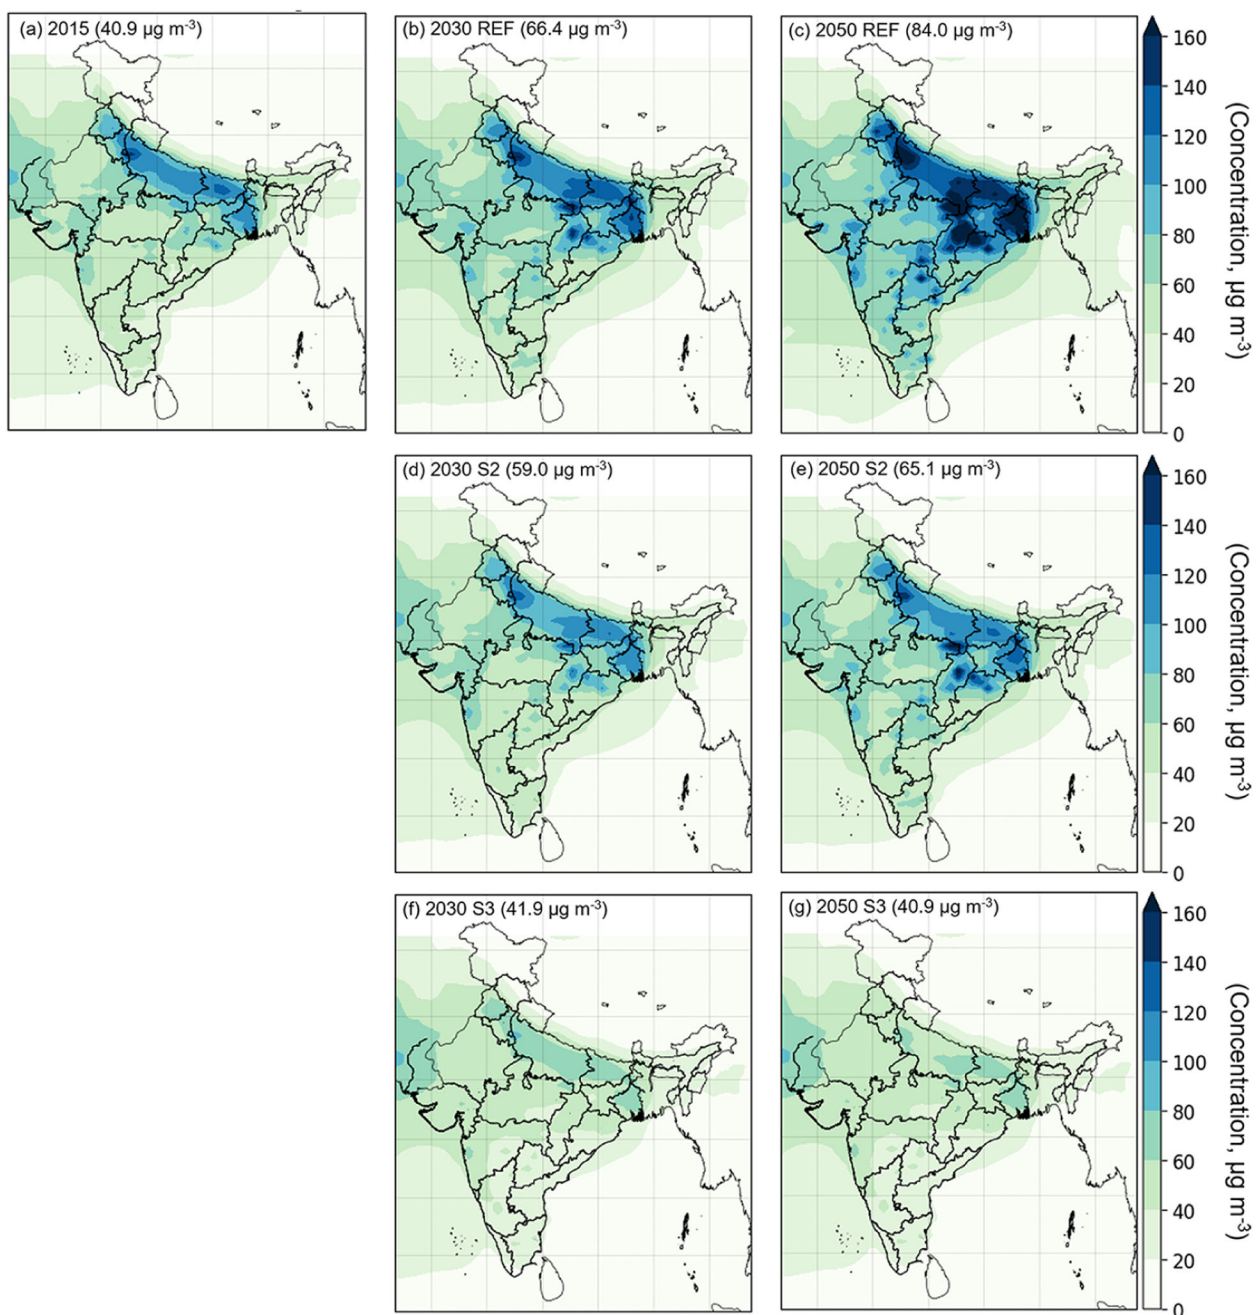 (a) 2015 (40.9 µg m⁻³)
(b) 2030 REF (66.4 µg m⁻³)
(c) 2050 REF (84.0 µg m⁻³)
160
140
120
100
80
60
40
20
0
(Concentration, µg m⁻³)
(d) 2030 S2 (59.0 µg m⁻³)
(e) 2050 S2 (65.1 µg m⁻³)
160
140
120
100
80
60
40
20
0
(Concentration, µg m⁻³)
(f) 2030 S3 (41.9 µg m⁻³)
(g) 2050 S3 (40.9 µg m⁻³)
160
140
120
100
80
60
40
20
0
(Concentration, µg m⁻³)